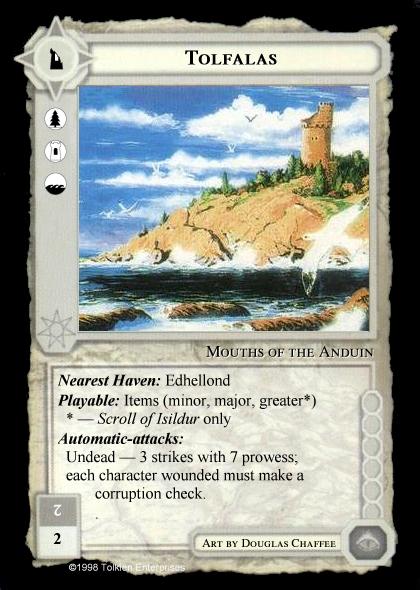 TOLFALAS
MOUTHS OF THE ANDUIN
Nearest Haven: Edhellond
Playable: Items (minor, major, greater*)
* — Scroll of Isildur only
Automatic-attacks:
Undead — 3 strikes with 7 prowess;
each character wounded must make a
corruption check.
2
2
ART BY DOUGLAS CHAFFEE
©1998 Tolkien Enterprises